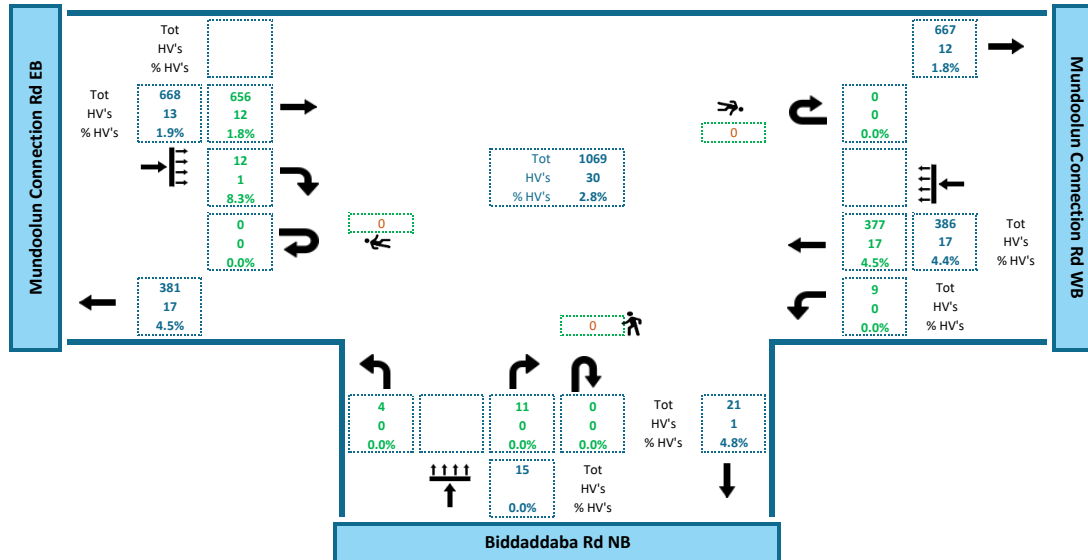 Mundoolun Connection Rd EB
Tot
HV's
% HV's
Tot 668 656
HV's 13 12
% HV's 1.9% 1.8%
12
1
8.3%
0
0
0.0%
381
17
4.5%
0
0
Tot 1069
HV's 30
% HV's 2.8%
0
667
12
1.8%
0
0
0.0%
377 386 Tot
17 17 HV's
4.5% 4.4% % HV's
9 Tot
0 HV's
0.0% % HV's
Mundoolun Connection Rd WB
4 11 0 Tot 21
0 0 0 HV's 1
0.0% 0.0% 0.0% % HV's 4.8%
15 Tot
HV's
0.0% % HV's
Biddaddaba Rd NB